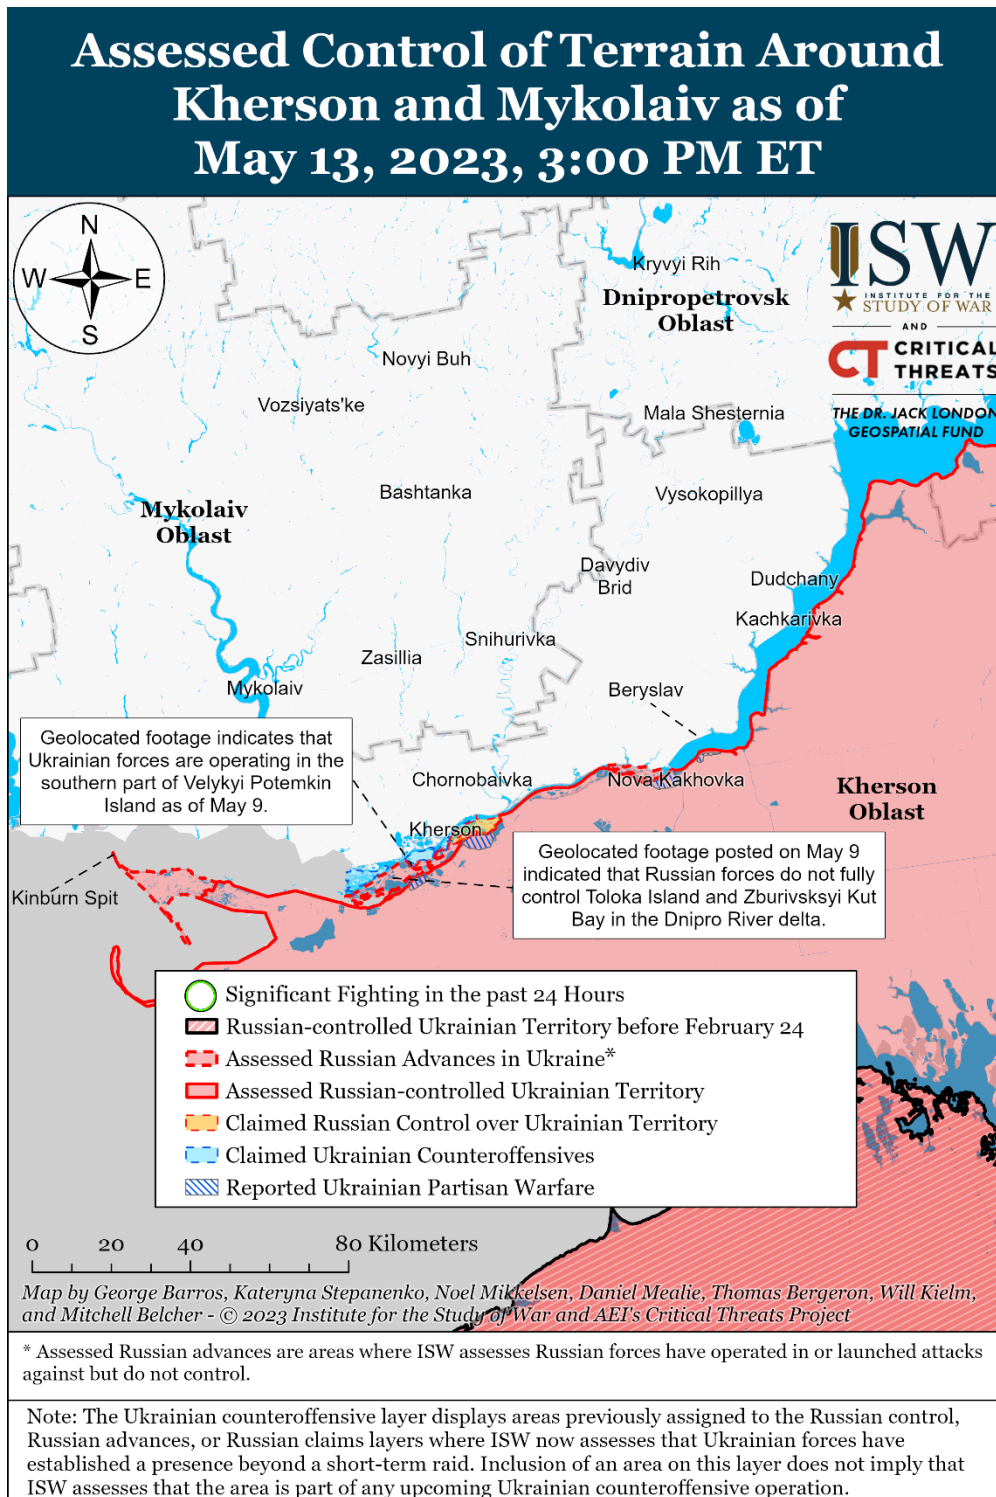 Assessed Control of Terrain Around
Kherson and Mykolaiv as of
May 13, 2023, 3:00 PM ET
N
W
E
S
ISW
INSTITUTE FOR THE
STUDY OF WAR
AND
CT CRITICAL
THREATS
THE DR. JACK LONDON
GEOSPATIAL FUND
Kryvyi Rih
Dnipropetrovsk
Oblast
Novyi Buh
Vozsiyats'ke
Mala Shesternia
Bashtanka
Vysokopillya
Mykolaiv
Oblast
Davydiv
Brid
Dudchany
Kachkarivka
Snihurivka
Zasillia
Mykolaiv
Beryslav
Geolocated footage indicates that
Ukrainian forces are operating in the
southern part of Velykyi Potemkin
Island as of May 9.
Chornobaivka
Nova Kakhovka
Kherson
Oblast
Kherson
Geolocated footage posted on May 9
indicated that Russian forces do not fully
control Toloka Island and Zburivsksyi Kut
Bay in the Dnipro River delta.
Kinburn Spit
Significant Fighting in the past 24 Hours
Russian-controlled Ukrainian Territory before February 24
Assessed Russian Advances in Ukraine*
Assessed Russian-controlled Ukrainian Territory
Claimed Russian Control over Ukrainian Territory
Claimed Ukrainian Counteroffensives
Reported Ukrainian Partisan Warfare
0 20 40 80 Kilometers
Map by George Barros, Kateryna Stepanenko, Noel Mikkelsen, Daniel Mealie, Thomas Bergeron, Will Kielm,
and Mitchell Belcher - © 2023 Institute for the Study of War and AEI's Critical Threats Project
* Assessed Russian advances are areas where ISW assesses Russian forces have operated in or launched attacks
against but do not control.
Note: The Ukrainian counteroffensive layer displays areas previously assigned to the Russian control,
Russian advances, or Russian claims layers where ISW now assesses that Ukrainian forces have
established a presence beyond a short-term raid. Inclusion of an area on this layer does not imply that
ISW assesses that the area is part of any upcoming Ukrainian counteroffensive operation.